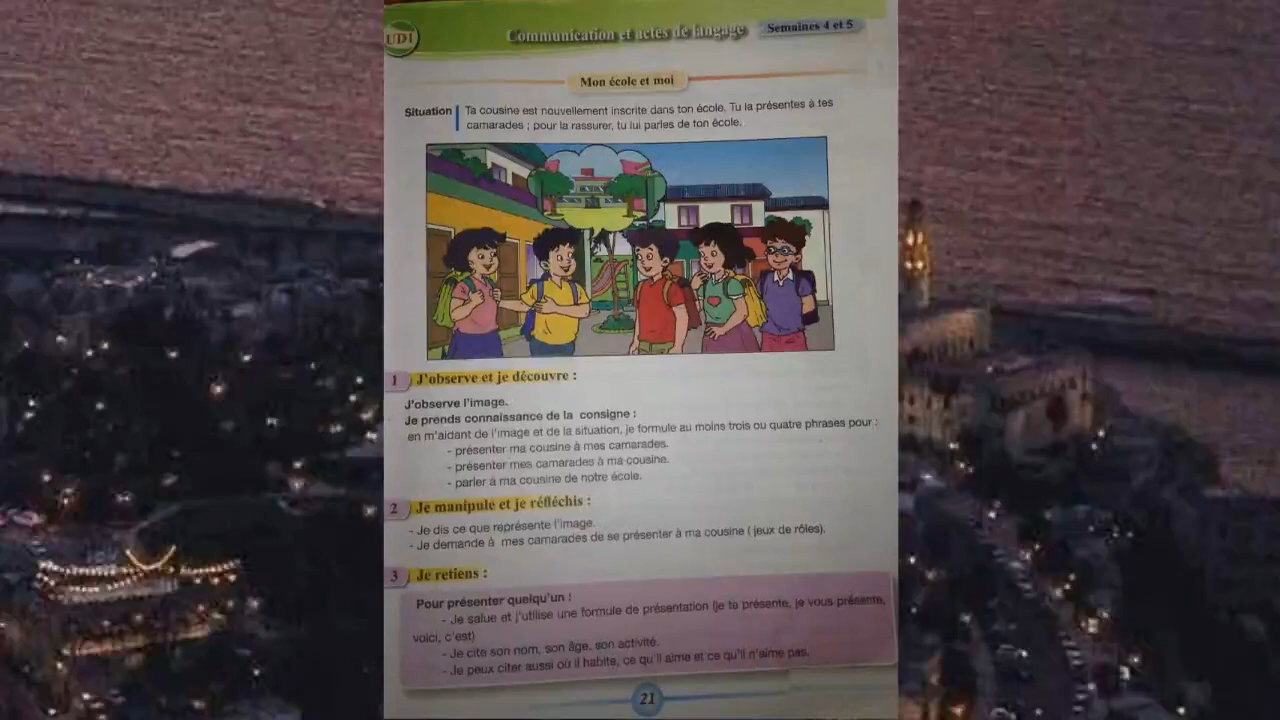 UD1
Communication et actes de langage
Semaines 4 et 5
Mon école et moi
Situation
Ta cousine est nouvellement inscrite dans ton école. Tu la présentes à tes
camarades ; pour la rassurer, tu lui parles de ton école.
1 J'observe et je découvre :
J'observe l'image.
Je prends connaissance de la consigne :
en m'aidant de l'image et de la situation, je formule au moins trois ou quatre phrases pour :
- présenter ma cousine à mes camarades.
- présenter mes camarades à ma cousine.
- parler à ma cousine de notre école.
2 Je manipule et je réfléchis :
- Je dis ce que représente l'image.
- Je demande à mes camarades de se présenter à ma cousine ( jeux de rôles).
3 Je retiens :
Pour présenter quelqu'un :
- Je salue et j'utilise une formule de présentation (je te présente, je vous présente,
voici, c'est)
- Je cite son nom, son âge, son activité.
- Je peux citer aussi où il habite, ce qu'il aime et ce qu'il n'aime pas.
21